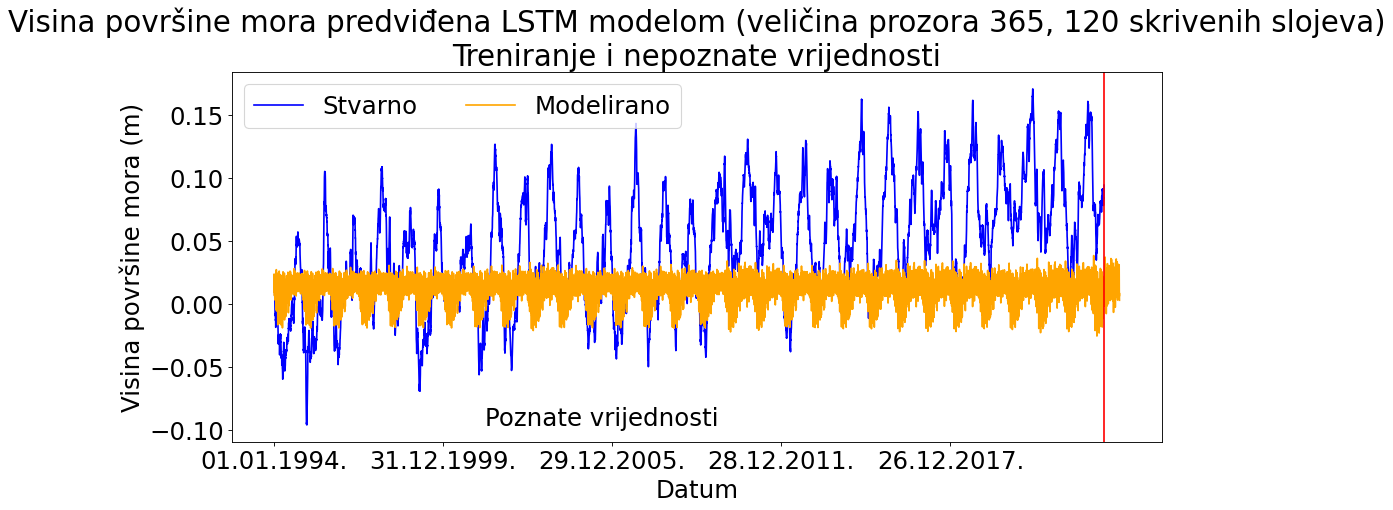 Visina površine mora predviđena LSTM modelom (veličina prozora 365, 120 skrivenih slojeva)
Treniranje i nepoznate vrijednosti
Stvarno
Modelirano
0.15
0.10
0.05
0.00
−0.05
−0.10
Visina površine mora (m)
Poznate vrijednosti
01.01.1994.
31.12.1999.
29.12.2005.
28.12.2011.
26.12.2017.
Datum